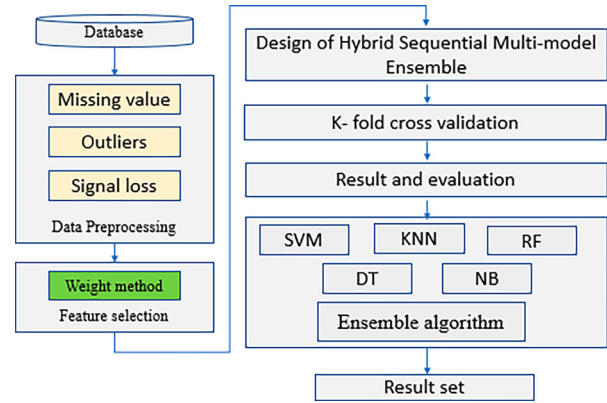 Database
Missing value
Outliers
Signal loss
Data Preprocessing
Weight method
Feature selection
Design of Hybrid Sequential Multi-model
Ensemble
K- fold cross validation
Result and evaluation
SVM
KNN
RF
DT
NB
Ensemble algorithm
Result set